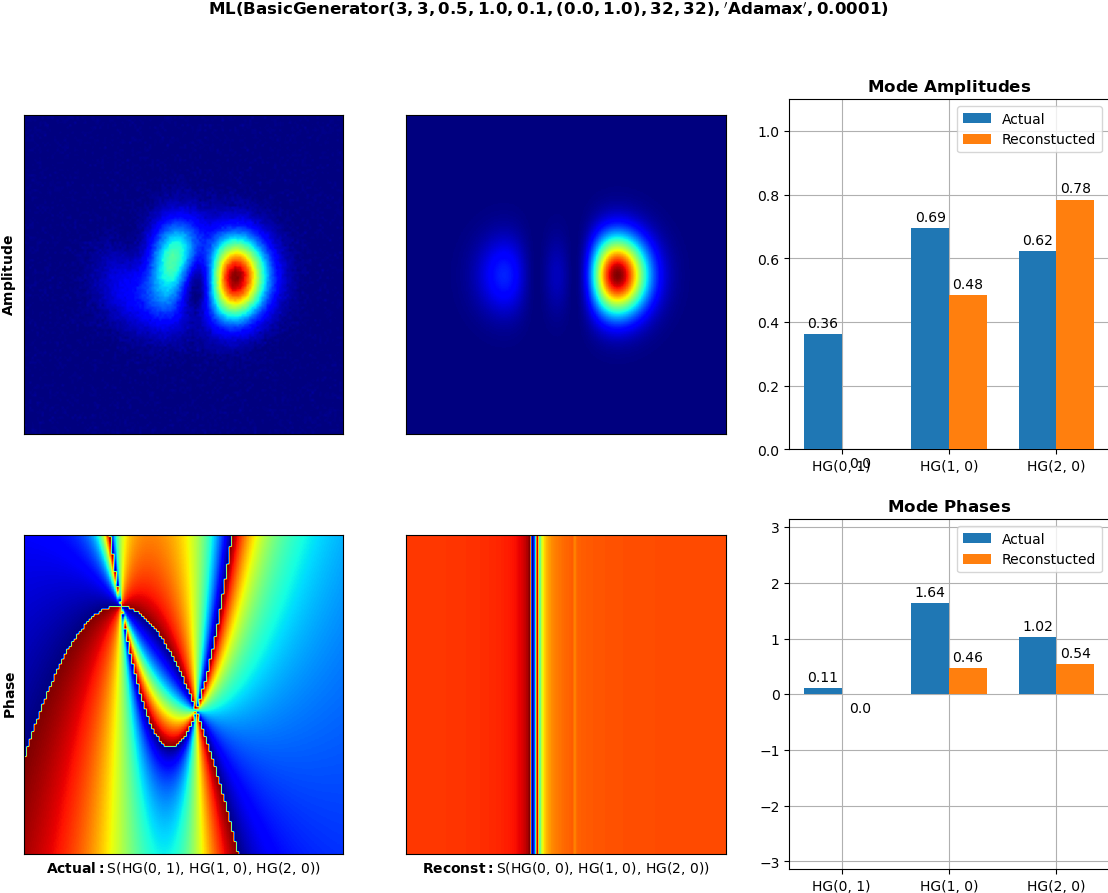 ML(BasicGenerator(3, 3, 0.5, 1.0, 0.1, (0.0, 1.0), 32, 32), ′Adamax′, 0.0001)
Mode Amplitudes
Actual
Reconstucted
1.0
0.8
0.6
0.4
0.2
0.0
0.36
0.0
0.69
0.48
0.62
0.78
HG(0, 1)
HG(1, 0)
HG(2, 0)
Amplitude
Mode Phases
Actual
Reconstucted
3
2
1
0
−1
−2
−3
0.11
0.0
1.64
0.46
1.02
0.54
HG(0, 1)
HG(1, 0)
HG(2, 0)
Phase
Actual: S(HG(0, 1), HG(1, 0), HG(2, 0))
Reconst: S(HG(0, 0), HG(1, 0), HG(2, 0))